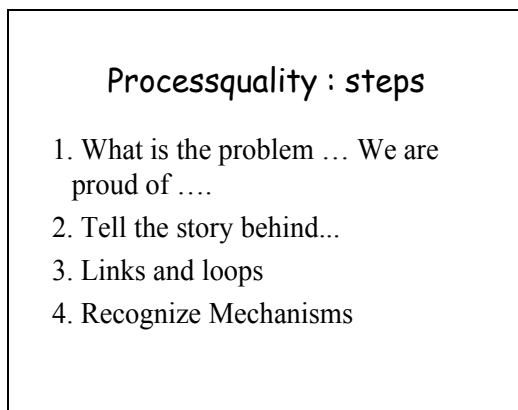 Processquality : steps
1. What is the problem … We are
proud of ….
2. Tell the story behind...
3. Links and loops
4. Recognize Mechanisms